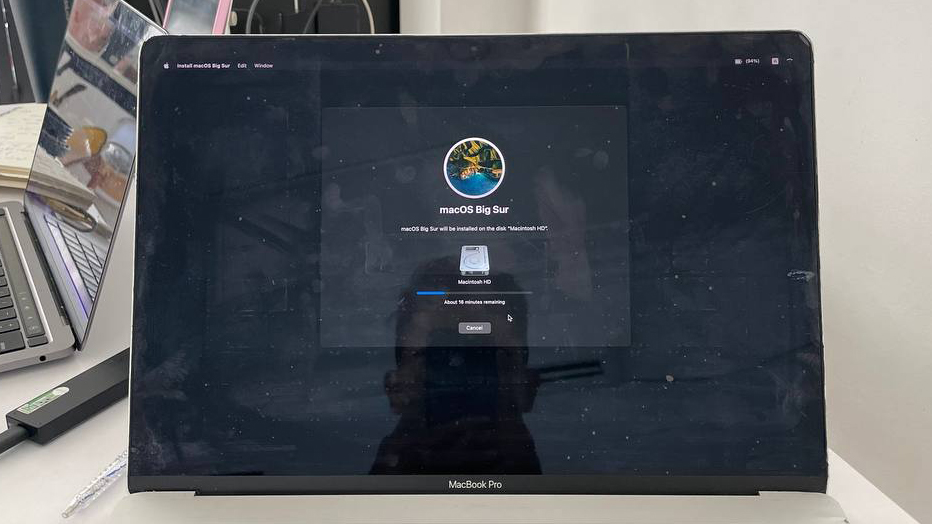 Install macOS Big Sur Edit Window (94%)
macOS Big Sur
macOS Big Sur will be installed on the disk "Macintosh HD".
Macintosh HD
About 16 minutes remaining
Cancel
MacBook Pro